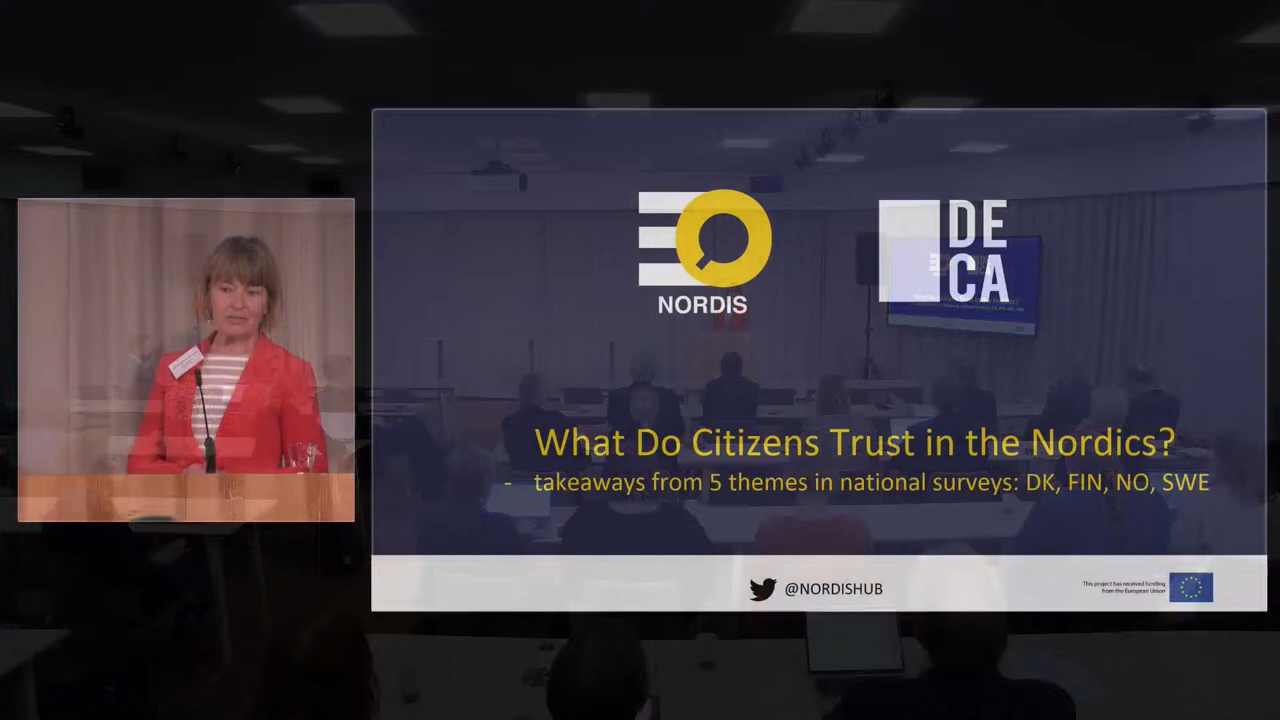 NORDIS
DE
CA
What Do Citizens Trust in the Nordics?
- takeaways from 5 themes in national surveys: DK, FIN, NO, SWE
@NORDISHUB
This project has received funding
from the European Union